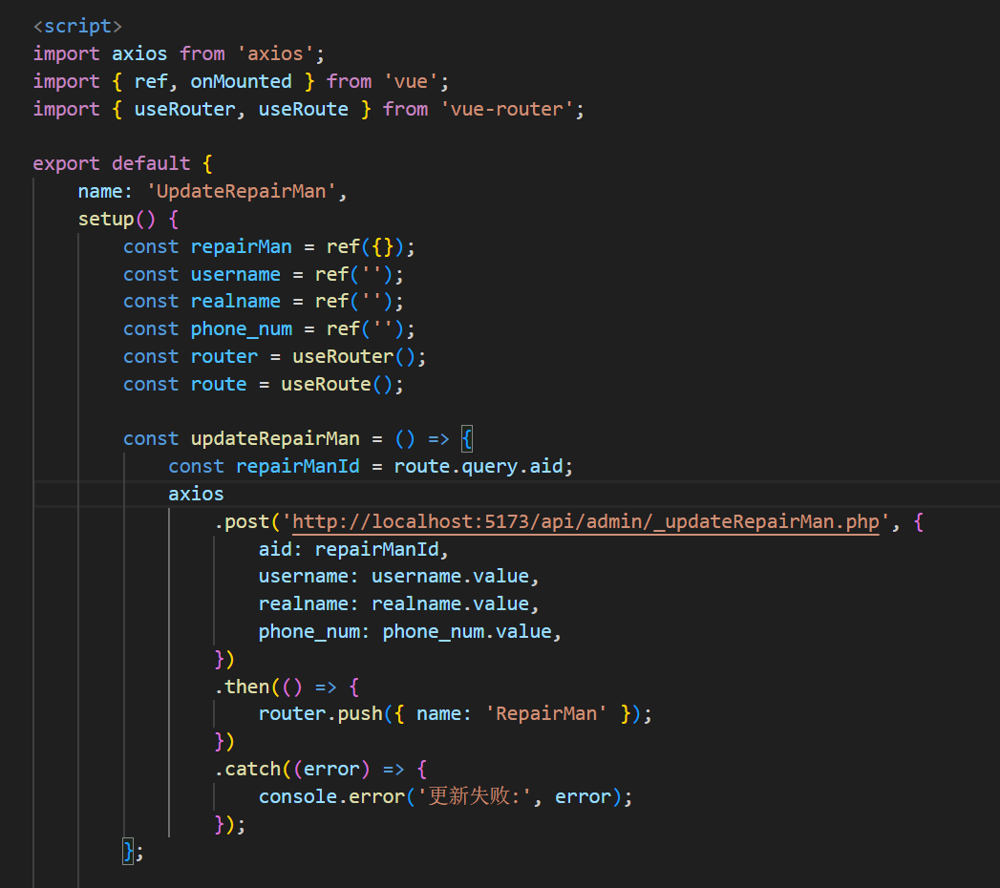 <script>
import axios from 'axios';
import { ref, onMounted } from 'vue';
import { useRouter, useRoute } from 'vue-router';
export default {
name: 'UpdateRepairMan',
setup() {
const repairMan = ref({});
const username = ref('');
const realname = ref('');
const phone_num = ref('');
const router = useRouter();
const route = useRoute();
const updateRepairMan = () => {
const repairManId = route.query.aid;
axios
.post('http://localhost:5173/api/admin/_updateRepairMan.php', {
aid: repairManId,
username: username.value,
realname: realname.value,
phone_num: phone_num.value,
})
.then(() => {
router.push({ name: 'RepairMan' });
})
.catch((error) => {
console.error('更新失败:', error);
});
};